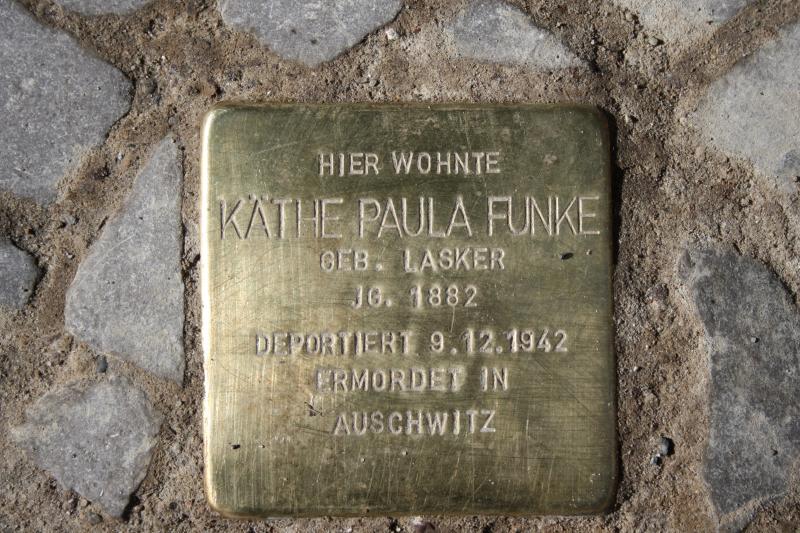 HIER WOHNTE
KÄTHE PAULA FUNKE
GEB. LASKER
JG. 1882
DEPORTIERT 9.12.1942
ERMORDET IN
AUSCHWITZ